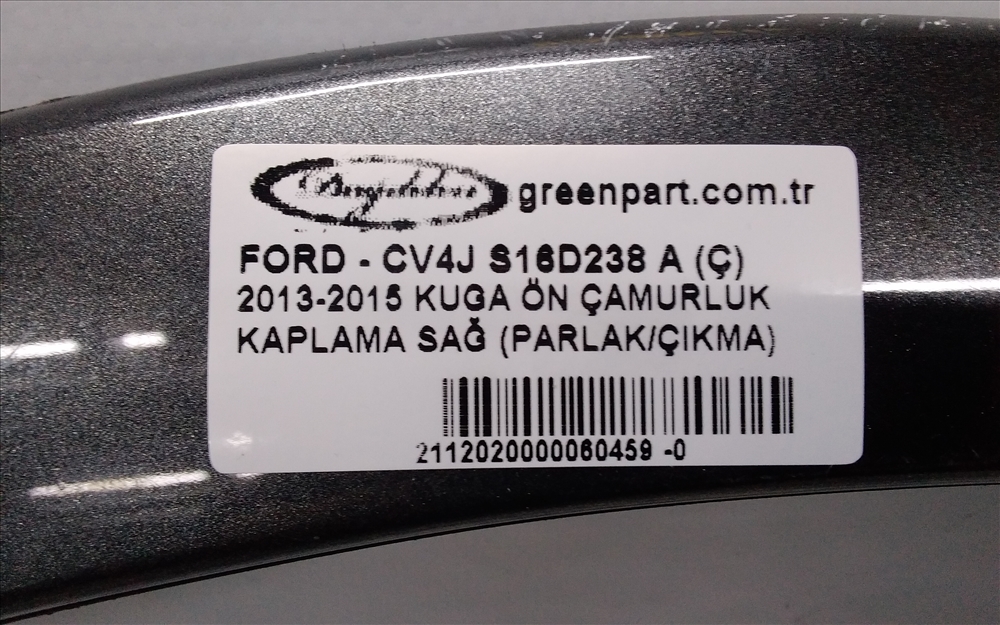 greenpart.com.tr
FORD - CV4J S16D238 A (Ç)
2013-2015 KUGA ÖN ÇAMURLUK
KAPLAMA SAĞ (PARLAK/ÇIKMA)
2112020000060459 -0